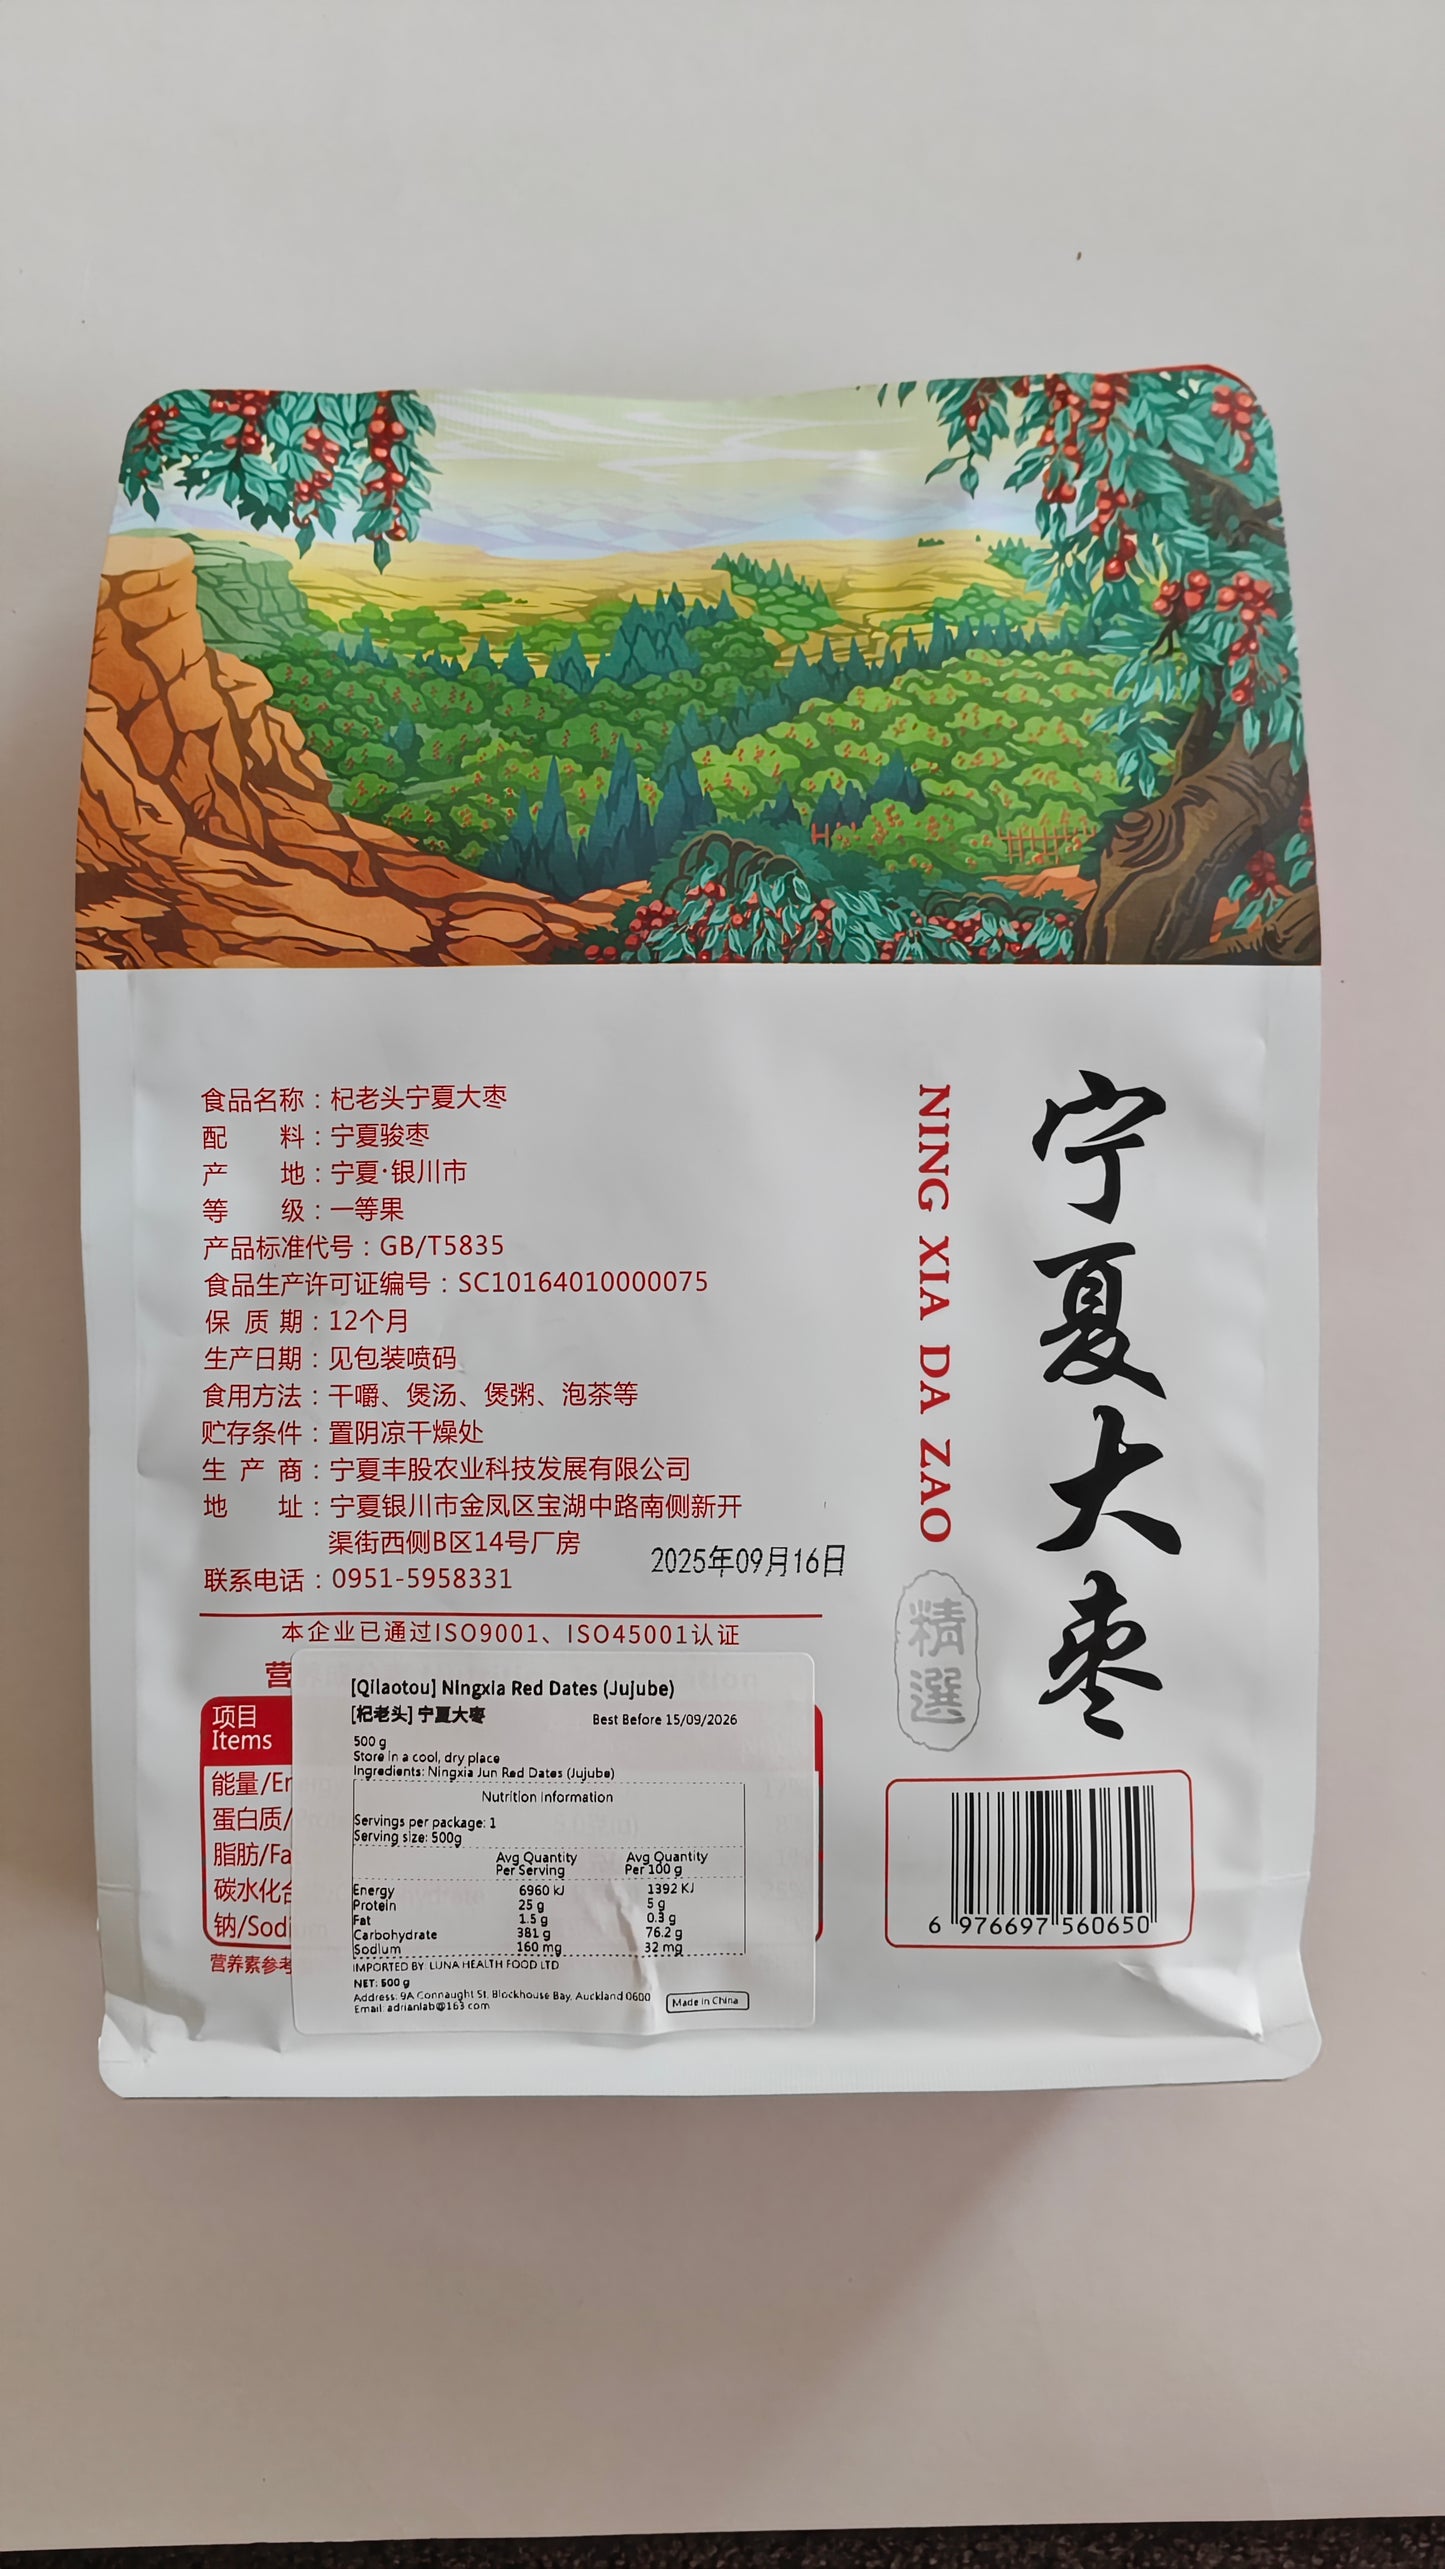 食品名称：杞老头宁夏大枣
配 料：宁夏骏枣
产 地：宁夏·银川市
等 级：一等果
产品标准代号：GB/T5835
食品生产许可证编号：SC10164010000075
保 质 期：12个月
生产日期：见包装喷码
食用方法：干嚼、煲汤、煲粥、泡茶等
贮存条件：置阴凉干燥处
生 产 商：宁夏丰股农业科技发展有限公司
地 址：宁夏银川市金凤区宝湖中路南侧新开
渠街西侧B区14号厂房
2025年09月16日
联系电话：0951-5958331
本企业已通过ISO9001、ISO45001认证
营
项目
Items
能量/En
蛋白质/
脂肪/Fa
碳水化合
钠/Sodi
营养素参考
[Qilaotou] Ningxia Red Dates (Jujube)
[杞老头] 宁夏大枣 Best Before 15/09/2026
500 g
Store in a cool, dry place
Ingredients: Ningxia Jun Red Dates (Jujube)
Nutrition Information
Servings per package: 1
Serving size: 500g
Avg Quantity Avg Quantity
Per Serving Per 100 g
Energy 6960 kJ 1392 KJ
Protein 25 g 5 g
Fat 1.5 g 0.3 g
Carbohydrate 381 g 76.2 g
Sodium 160 mg 32 mg
IMPORTED BY: LUNA HEALTH FOOD LTD
NET: 500 g
Address: 9A Connaught St, Blockhouse Bay, Auckland 0600
Email: adrianlab@163.com
Made in China
NING XIA DA ZAO
宁夏大枣
精選
6 976697 560650